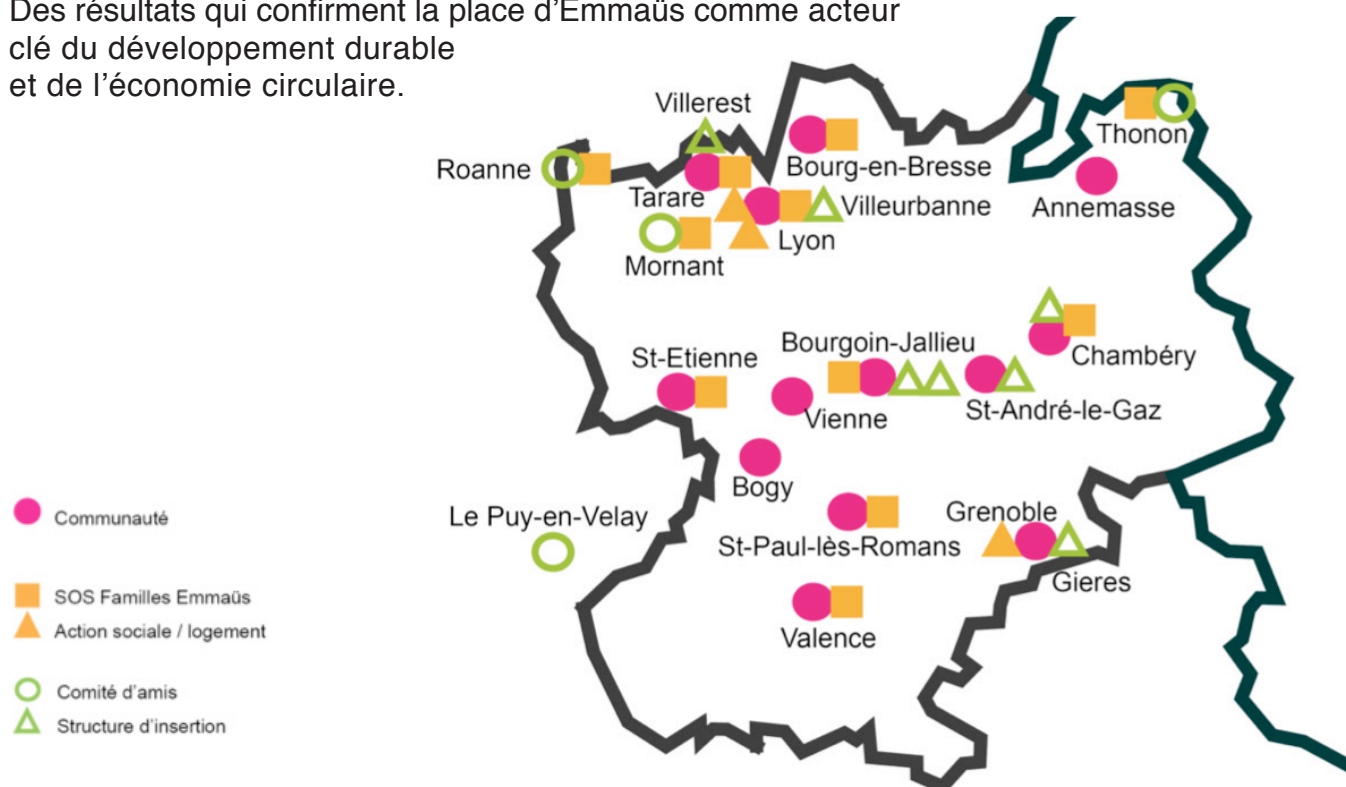 Des résultats qui confirment la place d'Emmaüs comme acteur
clé du développement durable
et de l'économie circulaire.
Villerest
Thonon
Roanne
Bourg-en-Bresse
Tarare
Villeurbanne
Annemasse
Lyon
Mornant
Bourgoin-Jallieu
St-Etienne
Chambéry
Vienne
St-André-le-Gaz
Bogy
Le Puy-en-Velay
Grenoble
St-Paul-lès-Romans
Gieres
Valence
Communauté
SOS Familles Emmaüs
Action sociale / logement
Comité d'amis
Structure d'insertion